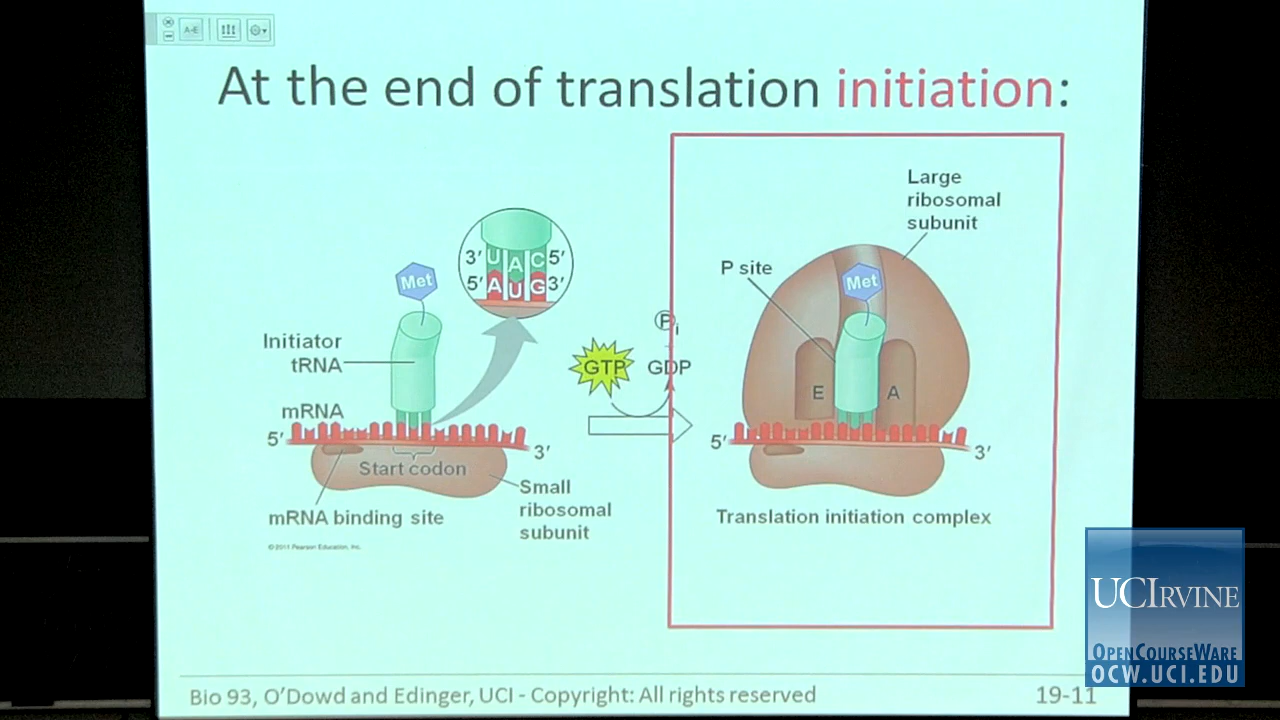 A-E
At the end of translation initiation:
Large
ribosomal
subunit
P site
3' U A C 5'
5' A U G 3'
Met
Met
Initiator
tRNA
P i
GTP
GDP
E
A
mRNA
5'
3'
5'
3'
Start codon
Small
ribosomal
subunit
mRNA binding site
Translation initiation complex
© 2011 Pearson Education, Inc.
UCIRVINE
OPENCOURSEWARE
OCW.UCI.EDU
Bio 93, O'Dowd and Edinger, UCI - Copyright: All rights reserved
19-11